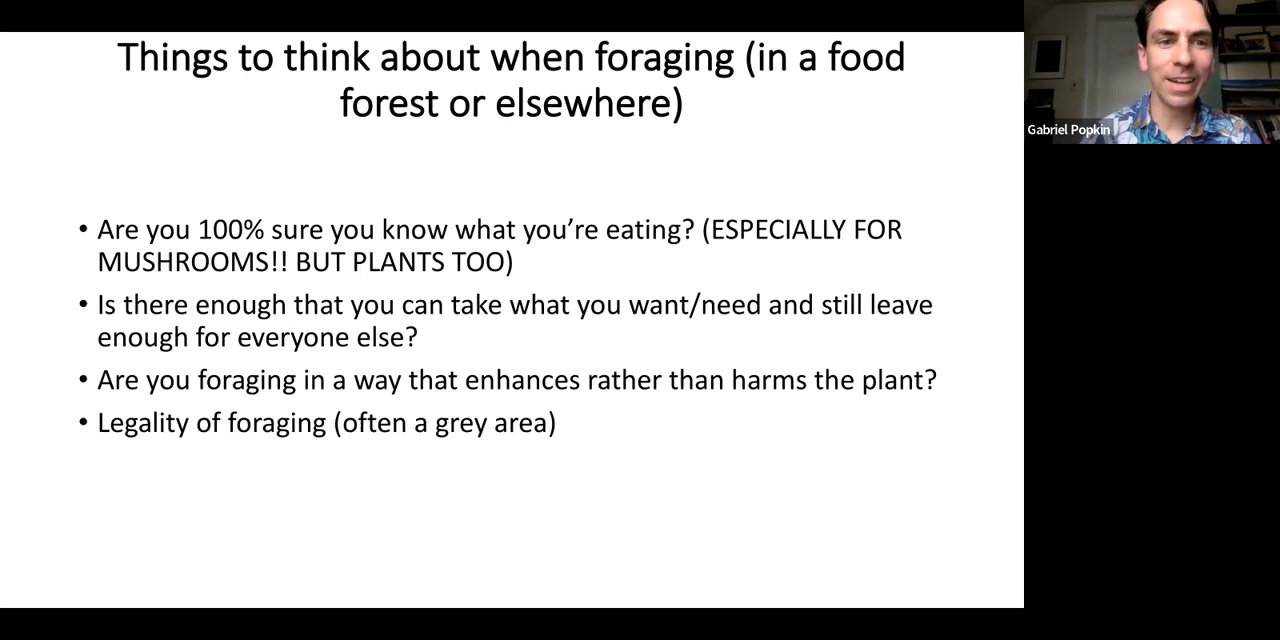 Things to think about when foraging (in a food
forest or elsewhere)
Gabriel Popkin
• Are you 100% sure you know what you’re eating? (ESPECIALLY FOR
MUSHROOMS!! BUT PLANTS TOO)
• Is there enough that you can take what you want/need and still leave
enough for everyone else?
• Are you foraging in a way that enhances rather than harms the plant?
• Legality of foraging (often a grey area)